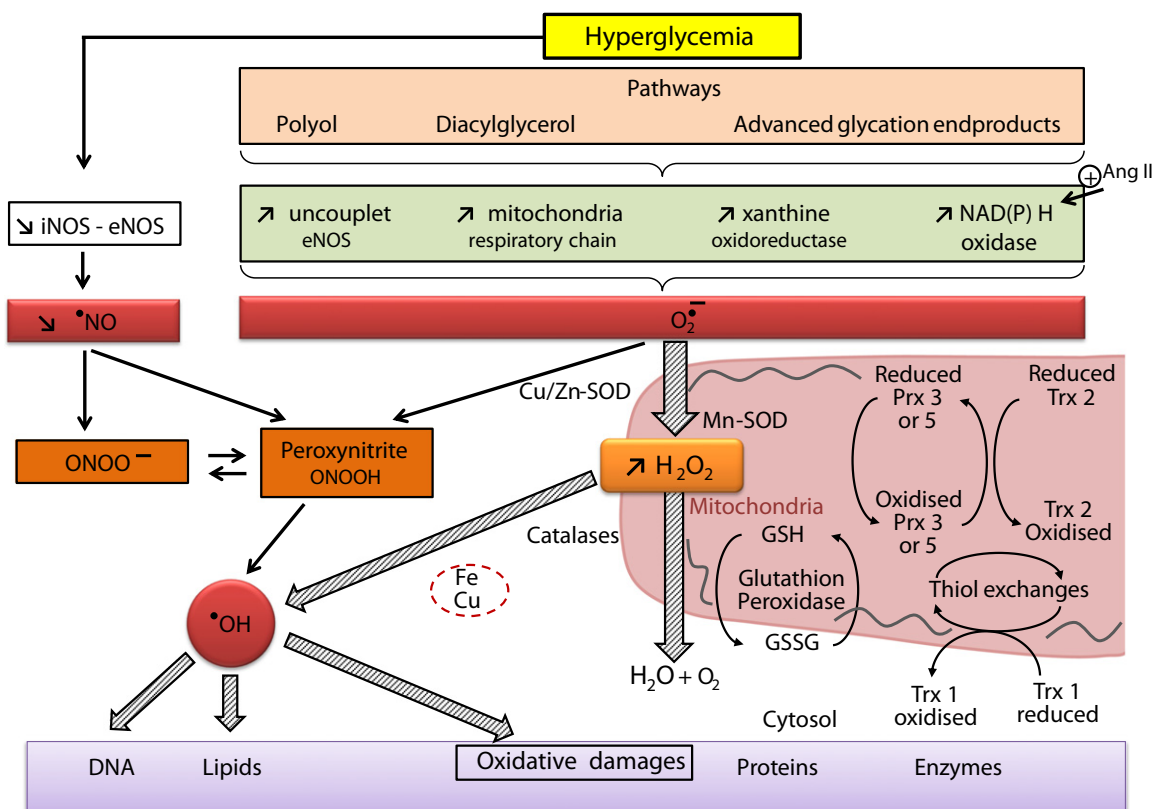 Hyperglycemia
Pathways
Polyol Diacylglycerol Advanced glycation endproducts
+ Ang II
↘ iNOS - eNOS
↗ uncouplet
eNOS
↗ mitochondria
respiratory chain
↗ xanthine
oxidoreductase
↗ NAD(P) H
oxidase
↘ •NO
O₂•−
Cu/Zn-SOD
Mn-SOD
Reduced
Prx 3
or 5
Reduced
Trx 2
ONOO −
Peroxynitrite
ONOOH
↗ H₂O₂
Mitochondria
Oxidised
Prx 3
or 5
Trx 2
Oxidised
Catalases
GSH
Glutathion
Peroxidase
GSSG
Thiol exchanges
Fe
Cu
•OH
H₂O + O₂
Trx 1
oxidised
Trx 1
reduced
Cytosol
DNA Lipids Oxidative damages Proteins Enzymes